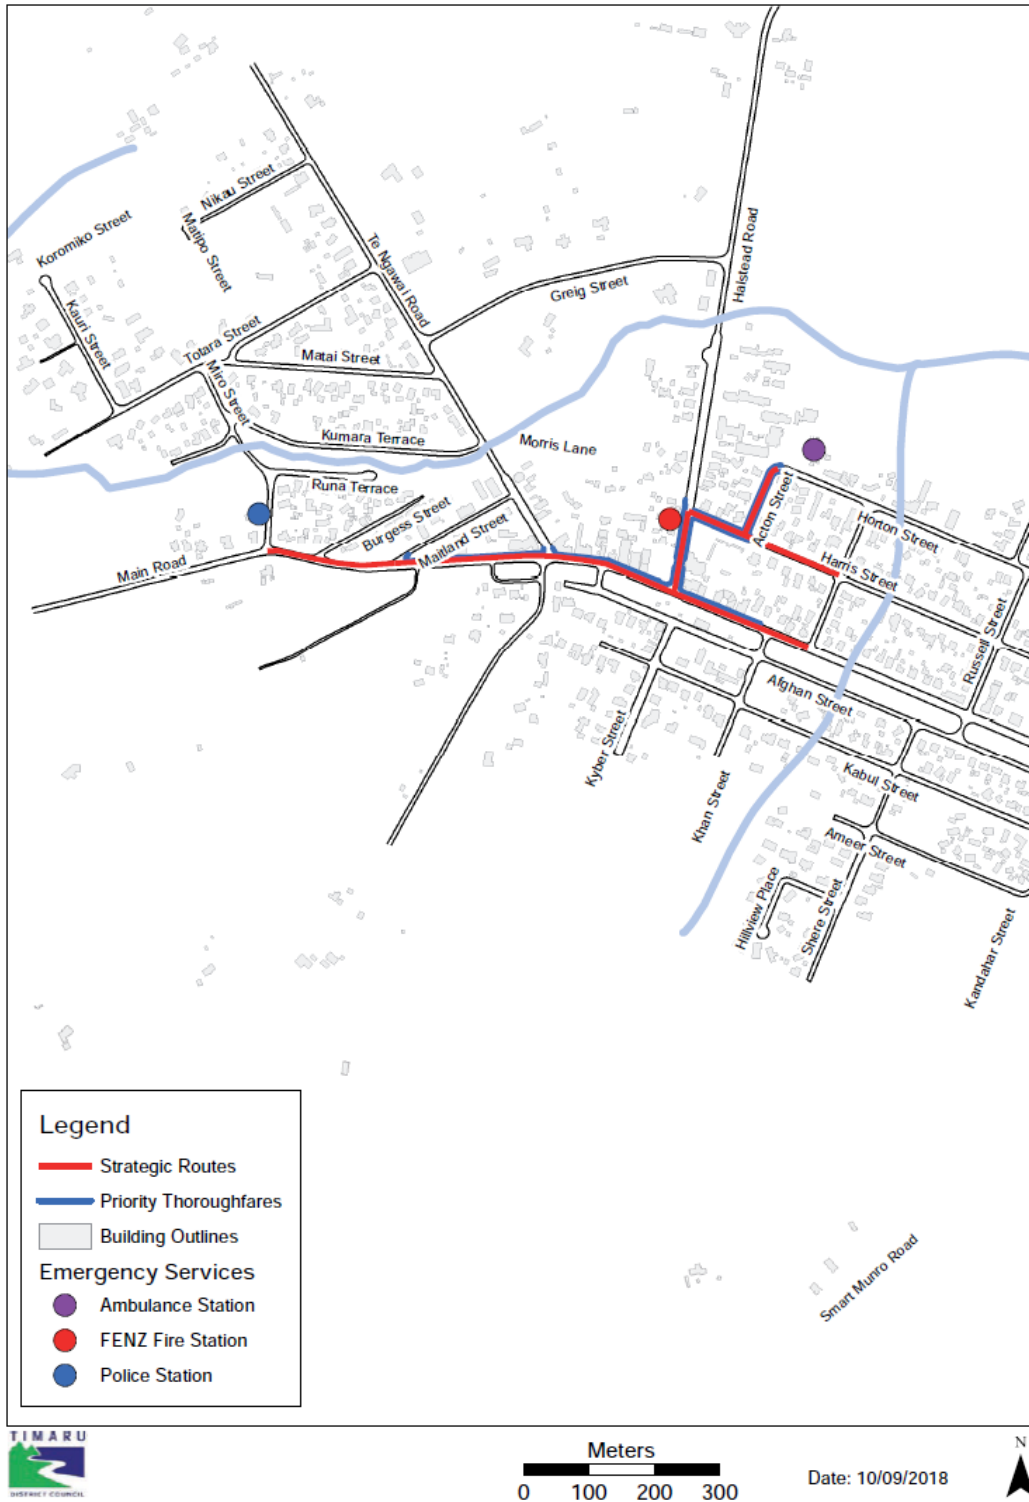 Halstead Road
Nikau Street
Matipo Street
Koromiko Street
Kauri Street
Te Ngawai Road
Greig Street
Totara Street
Matai Street
Miro Street
Kumara Terrace
Morris Lane
Runa Terrace
Burgess Street
Maitland Street
Main Road
Acton Street
Horton Street
Harris Street
Russell Street
Afghan Street
Kyber Street
Khan Street
Kabul Street
Ameer Street
Hillview Place
Shere Street
Kandahar Street
Smart Munro Road
Legend
Strategic Routes
Priority Thoroughfares
Building Outlines
Emergency Services
Ambulance Station
FENZ Fire Station
Police Station
TIMARU
DISTRICT COUNCIL
Meters
0 100 200 300
Date: 10/09/2018
N